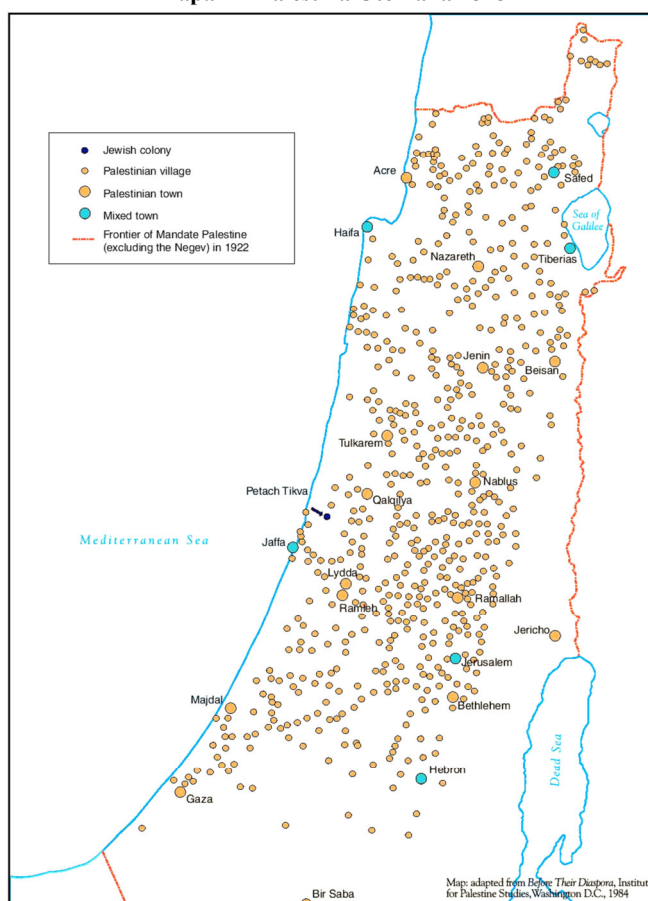 Jewish colony
Palestinian village
Palestinian town
Mixed town
Frontier of Mandate Palestine
(excluding the Negev) in 1922
Acre
Safed
Haifa
Sea of
Galilee
Nazareth
Tiberias
Jenin
Beisan
Tulkarem
Petach Tikva
Nablus
Qalqilya
Mediterranean Sea
Jaffa
Lydda
Ramleh
Ramallah
Jericho
Jerusalem
Majdal
Bethlehem
Dead Sea
Hebron
Gaza
Bir Saba
Map: adapted from Before Their Diaspora, Institut
for Palestine Studies, Washington D.C., 1984